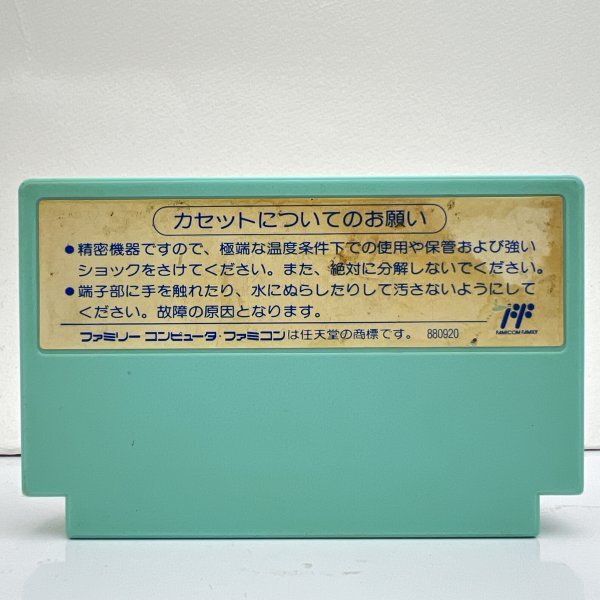 カセットについてのお願い
●精密機器ですので、極端な温度条件下での使用や保管および強い
ショックをさけてください。また、絶対に分解しないでください。
●端子部に手を触れたり、水にぬらしたりして汚さないようにして
ください。故障の原因となります。
FAMICOM FAMILY
ファミリー コンピュータ・ファミコンは任天堂の商標です。 880920